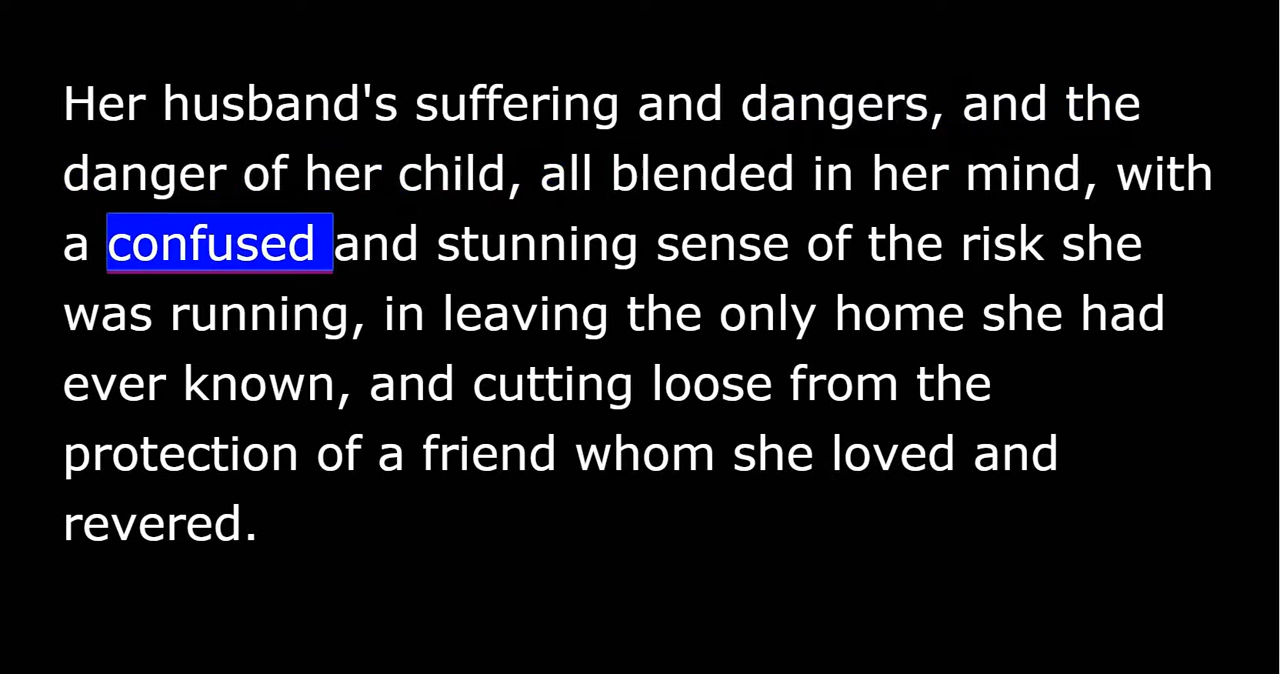 Her husband's suffering and dangers, and the
danger of her child, all blended in her mind, with
a confused and stunning sense of the risk she
was running, in leaving the only home she had
ever known, and cutting loose from the
protection of a friend whom she loved and
revered.